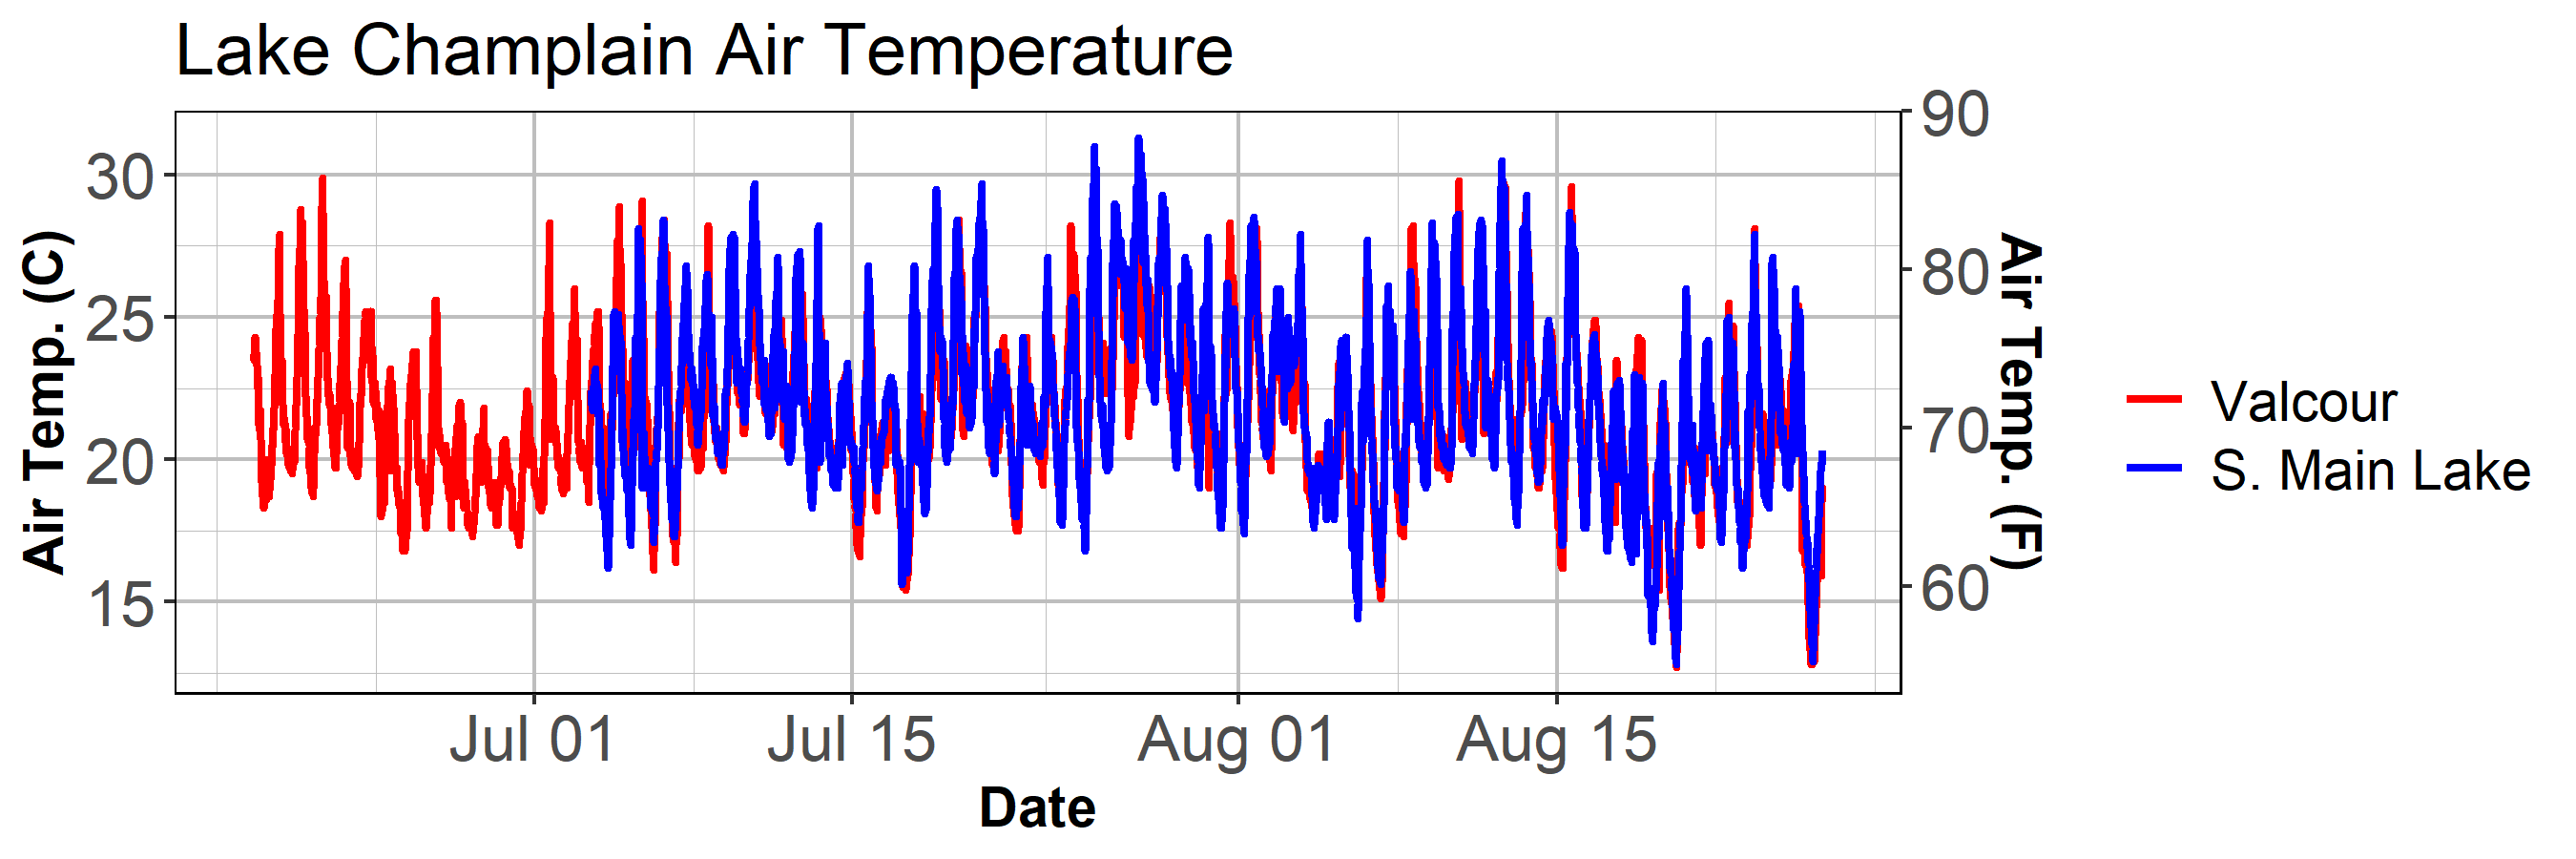 Lake Champlain Air Temperature
Air Temp. (C)
30
25
20
15
90
80
70
60
Air Temp. (F)
Jul 01
Jul 15
Aug 01
Aug 15
Date
Valcour
S. Main Lake